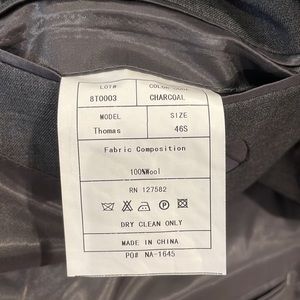 LOT# COLOR
8T0003 CHARCOAL
MODEL SIZE
Thomas 46S
Fabric Composition
100%Wool
RN 127582
DRY CLEAN ONLY
MADE IN CHINA
PO# NA-1645